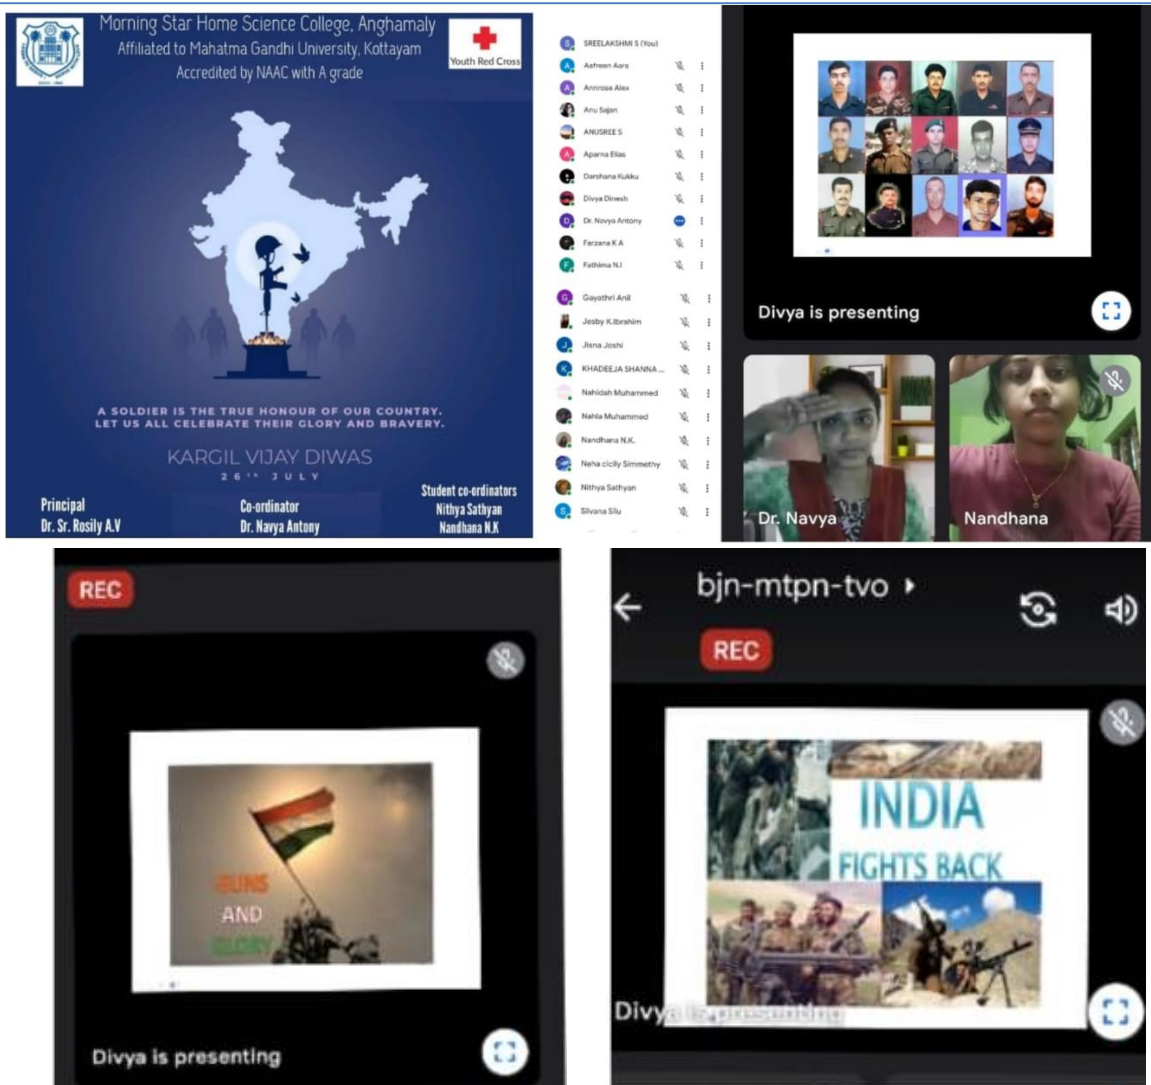 Morning Star Home Science College, Anghamaly
Affiliated to Mahatma Gandhi University, Kottayam
Accredited by NAAC with A grade
Youth Red Cross
A SOLDIER IS THE TRUE HONOUR OF OUR COUNTRY.
LET US ALL CELEBRATE THEIR GLORY AND BRAVERY.
KARGIL VIJAY DIWAS
26TH JULY
Principal
Dr. Sr. Rosily A.V
Co-ordinator
Dr. Navya Antony
Student co-ordinators
Nithya Sathyan
Nandhana N.K
S SREELAKSHMI S (You)
A Aafreen Aara
A Annrose Alex
Anu Sajan
ANUSREE S
A Aparna Elias
Darshana Kukku
Divya Dinesh
D Dr. Navya Antony
Farzana K A
F Fathima N.I
G Gayathri Anil
Jesby K.Ibrahim
J Jisna Joshi
K KHADEEJA SHANNA ...
Nahidah Muhammed
Nahla Muhammed
Nandhana N.K.
Neha cicily Simmethy
Nithya Sathyan
S Silvana Silu
Divya is presenting
Dr. Navya
Nandhana
REC
GUNS
AND
GLORY
Divya is presenting
bjn-mtpn-tvo
REC
INDIA
FIGHTS BACK
Divya is presenting